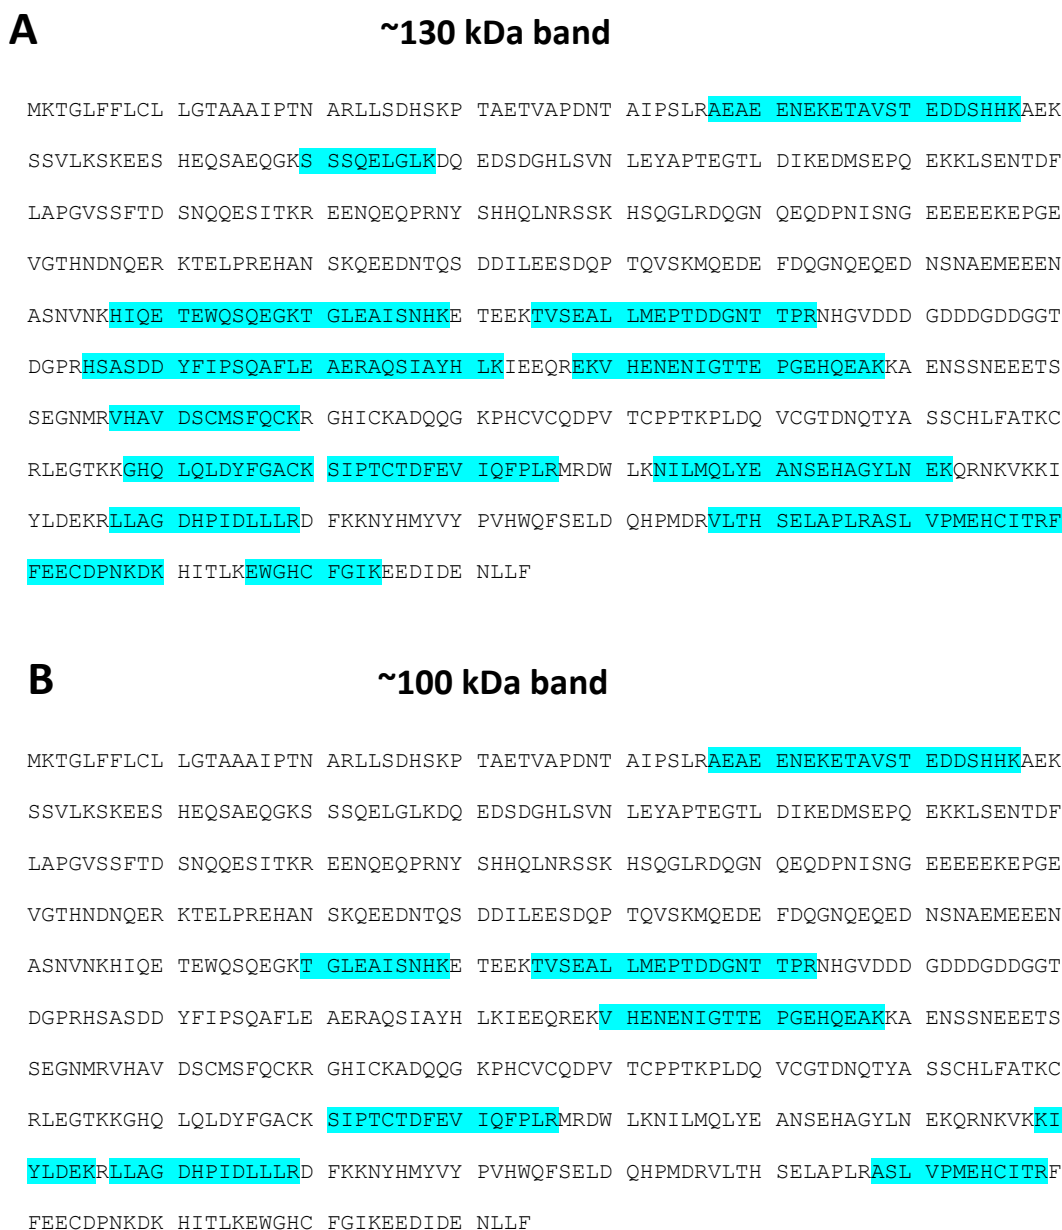 A
~130 kDa band
MKTGLFFLCL LGTAAAAIPTN ARLLSDHSKP TAETVAPDNT AIPSLRAEAE ENEKETAVST EDDSHHKAEK
SSVLKSKEES HEQSAEQGKS SSQELGLKDQ EDSDGHLSVN LEYAPTEGTL DIKEDMSEPQ EKKLSENTDF
LAPGVSSFTD SNQQESITKR EENQEQPRNY SHHQLNRSSK HSQGLRDQGN QEQDPNISNG EEEEEKEPGE
VGTHNDNQER KTELPREHAN SKQEEDNTQS DDILEESDQP TQVSKMQEDE FDQGNQEQED NSNAEMEEEN
ASNVNKHIQE TEWQSQEGKT GLEAISNHKE TEEKTVSEAL LMEPTDDGNT TPRNHGVDDD GDDDGDDGGT
DGPRHSASDD YFIPSQAFLE AERAQSIAYH LKIEEQREKV HENENIGTTE PGEHQEAKKA ENSSNEEETS
SEGNMRVHAV DSCMSFQCKR GHICKADQQG KPHCVCQDPV TCPPTKPLDQ VCGTDNQTYA SSCHLFATKC
RLEGTKKGHQ LQLDYFGACK SIPTCTDFEV IQFPLRMRDW LKNILMQLYE ANSEHAGYLN EKQRNKVKKI
YLDEKRLLAG DHPIDLLLRD FKKNYHMYVY PVHWQFSELD QHPMDRVLTH SELAPLRASL VPMEHCITRF
FEECDPNKDK HITLKEWGHC FGIKEEDIDE NLLF
B
~100 kDa band
MKTGLFFLCL LGTAAAIPTN ARLLSDHSKP TAETVAPDNT AIPSLRAEAE ENEKETAVST EDDSHHKAEK
SSVLKSKEES HEQSAEQGKS SSQELGLKDQ EDSDGHLSVN LEYAPTEGTL DIKEDMSEPQ EKKLSENTDF
LAPGVSSFTD SNQQESITKR EENQEQPRNY SHHQLNRSSK HSQGLRDQGN QEQDPNISNG EEEEEKEPGE
VGTHNDNQER KTELPREHAN SKQEEDNTQS DDILEESDQP TQVSKMQEDE FDQGNQEQED NSNAEMEEEN
ASNVNKHIQE TEWQSQEGKT GLEAISNHKE TEEKTVSEAL LMEPTDDGNT TPRNHGVDDD GDDDGDDGGT
DGPRHSASDD YFIPSQAFLE AERAQSIAYH LKIEEQREKV HENENIGTTE PGEHQEAKKA ENSSNEEETS
SEGNMRVHAV DSCMSFQCKR GHICKADQQG KPHCVCQDPV TCPPTKPLDQ VCGTDNQTYA SSCHLFATKC
RLEGTKKGHQ LQLDYFGACK SIPTCTDFEV IQFPLRMRDW LKNILMQLYE ANSEHAGYLN EKQRNKVKKI
YLDEKRLLAG DHPIDLLLRD FKKNYHMYVY PVHWQFSELD QHPMDRVLTH SELAPLRASL VPMEHCITRF
FEECDPNKDK HITLKEWGHC FGIKEEDIDE NLLF